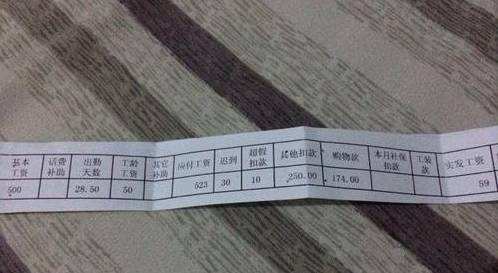 基本工资 话费补助 出勤天数 工龄工资 其它补助 应付工资 迟到 超假扣款 其他扣款 购物款 本月社保扣款 工装款 实发工资
500 28.50 50 523 30 10 250.00 174.00 59